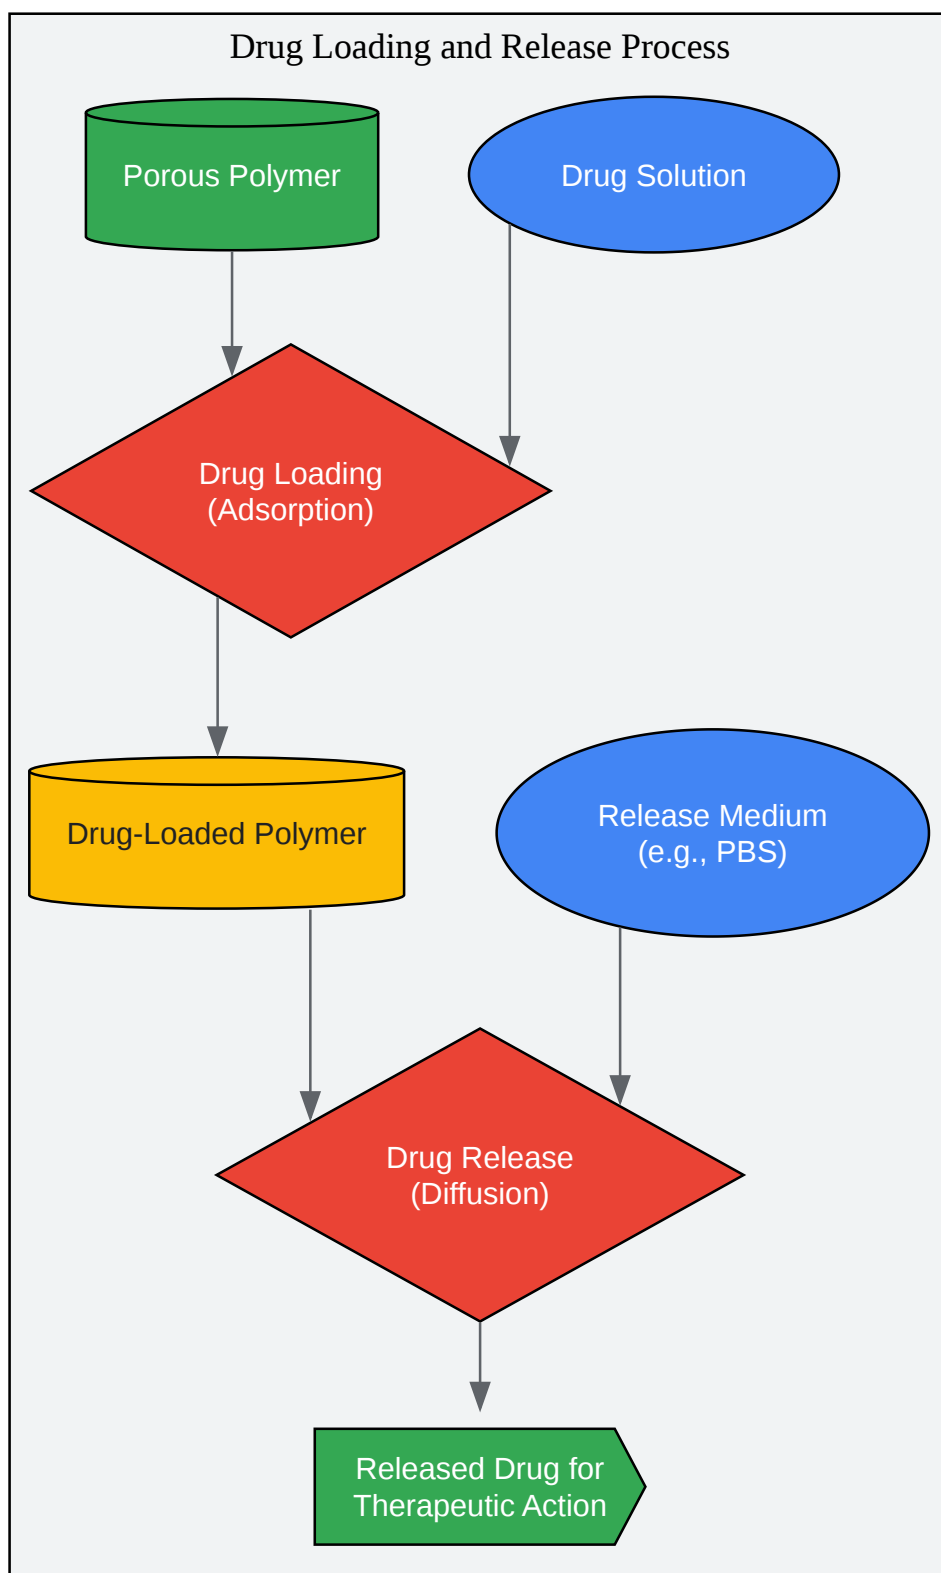 Drug Loading and Release Process
Porous Polymer
Drug Solution
Drug Loading
(Adsorption)
Drug-Loaded Polymer
Release Medium
(e.g., PBS)
Drug Release
(Diffusion)
Released Drug for
Therapeutic Action